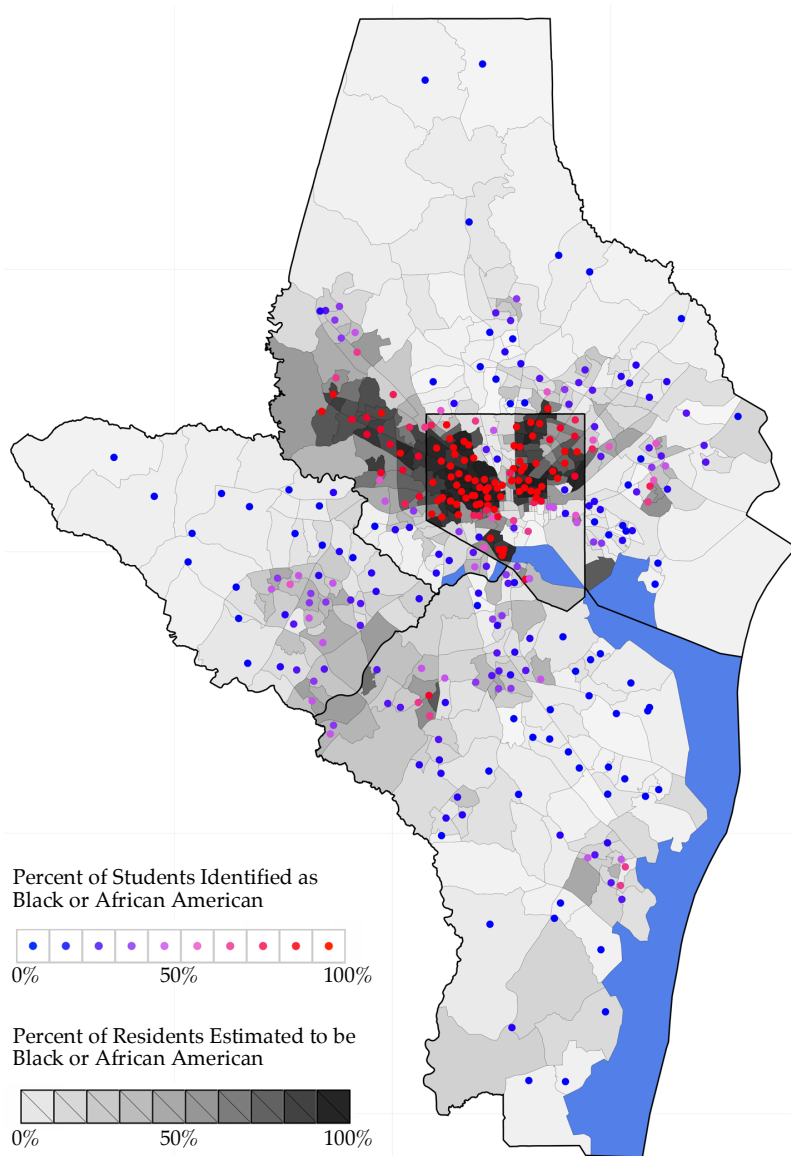 Percent of Students Identified as
Black or African American
0% 50% 100%
Percent of Residents Estimated to be
Black or African American
0% 50% 100%